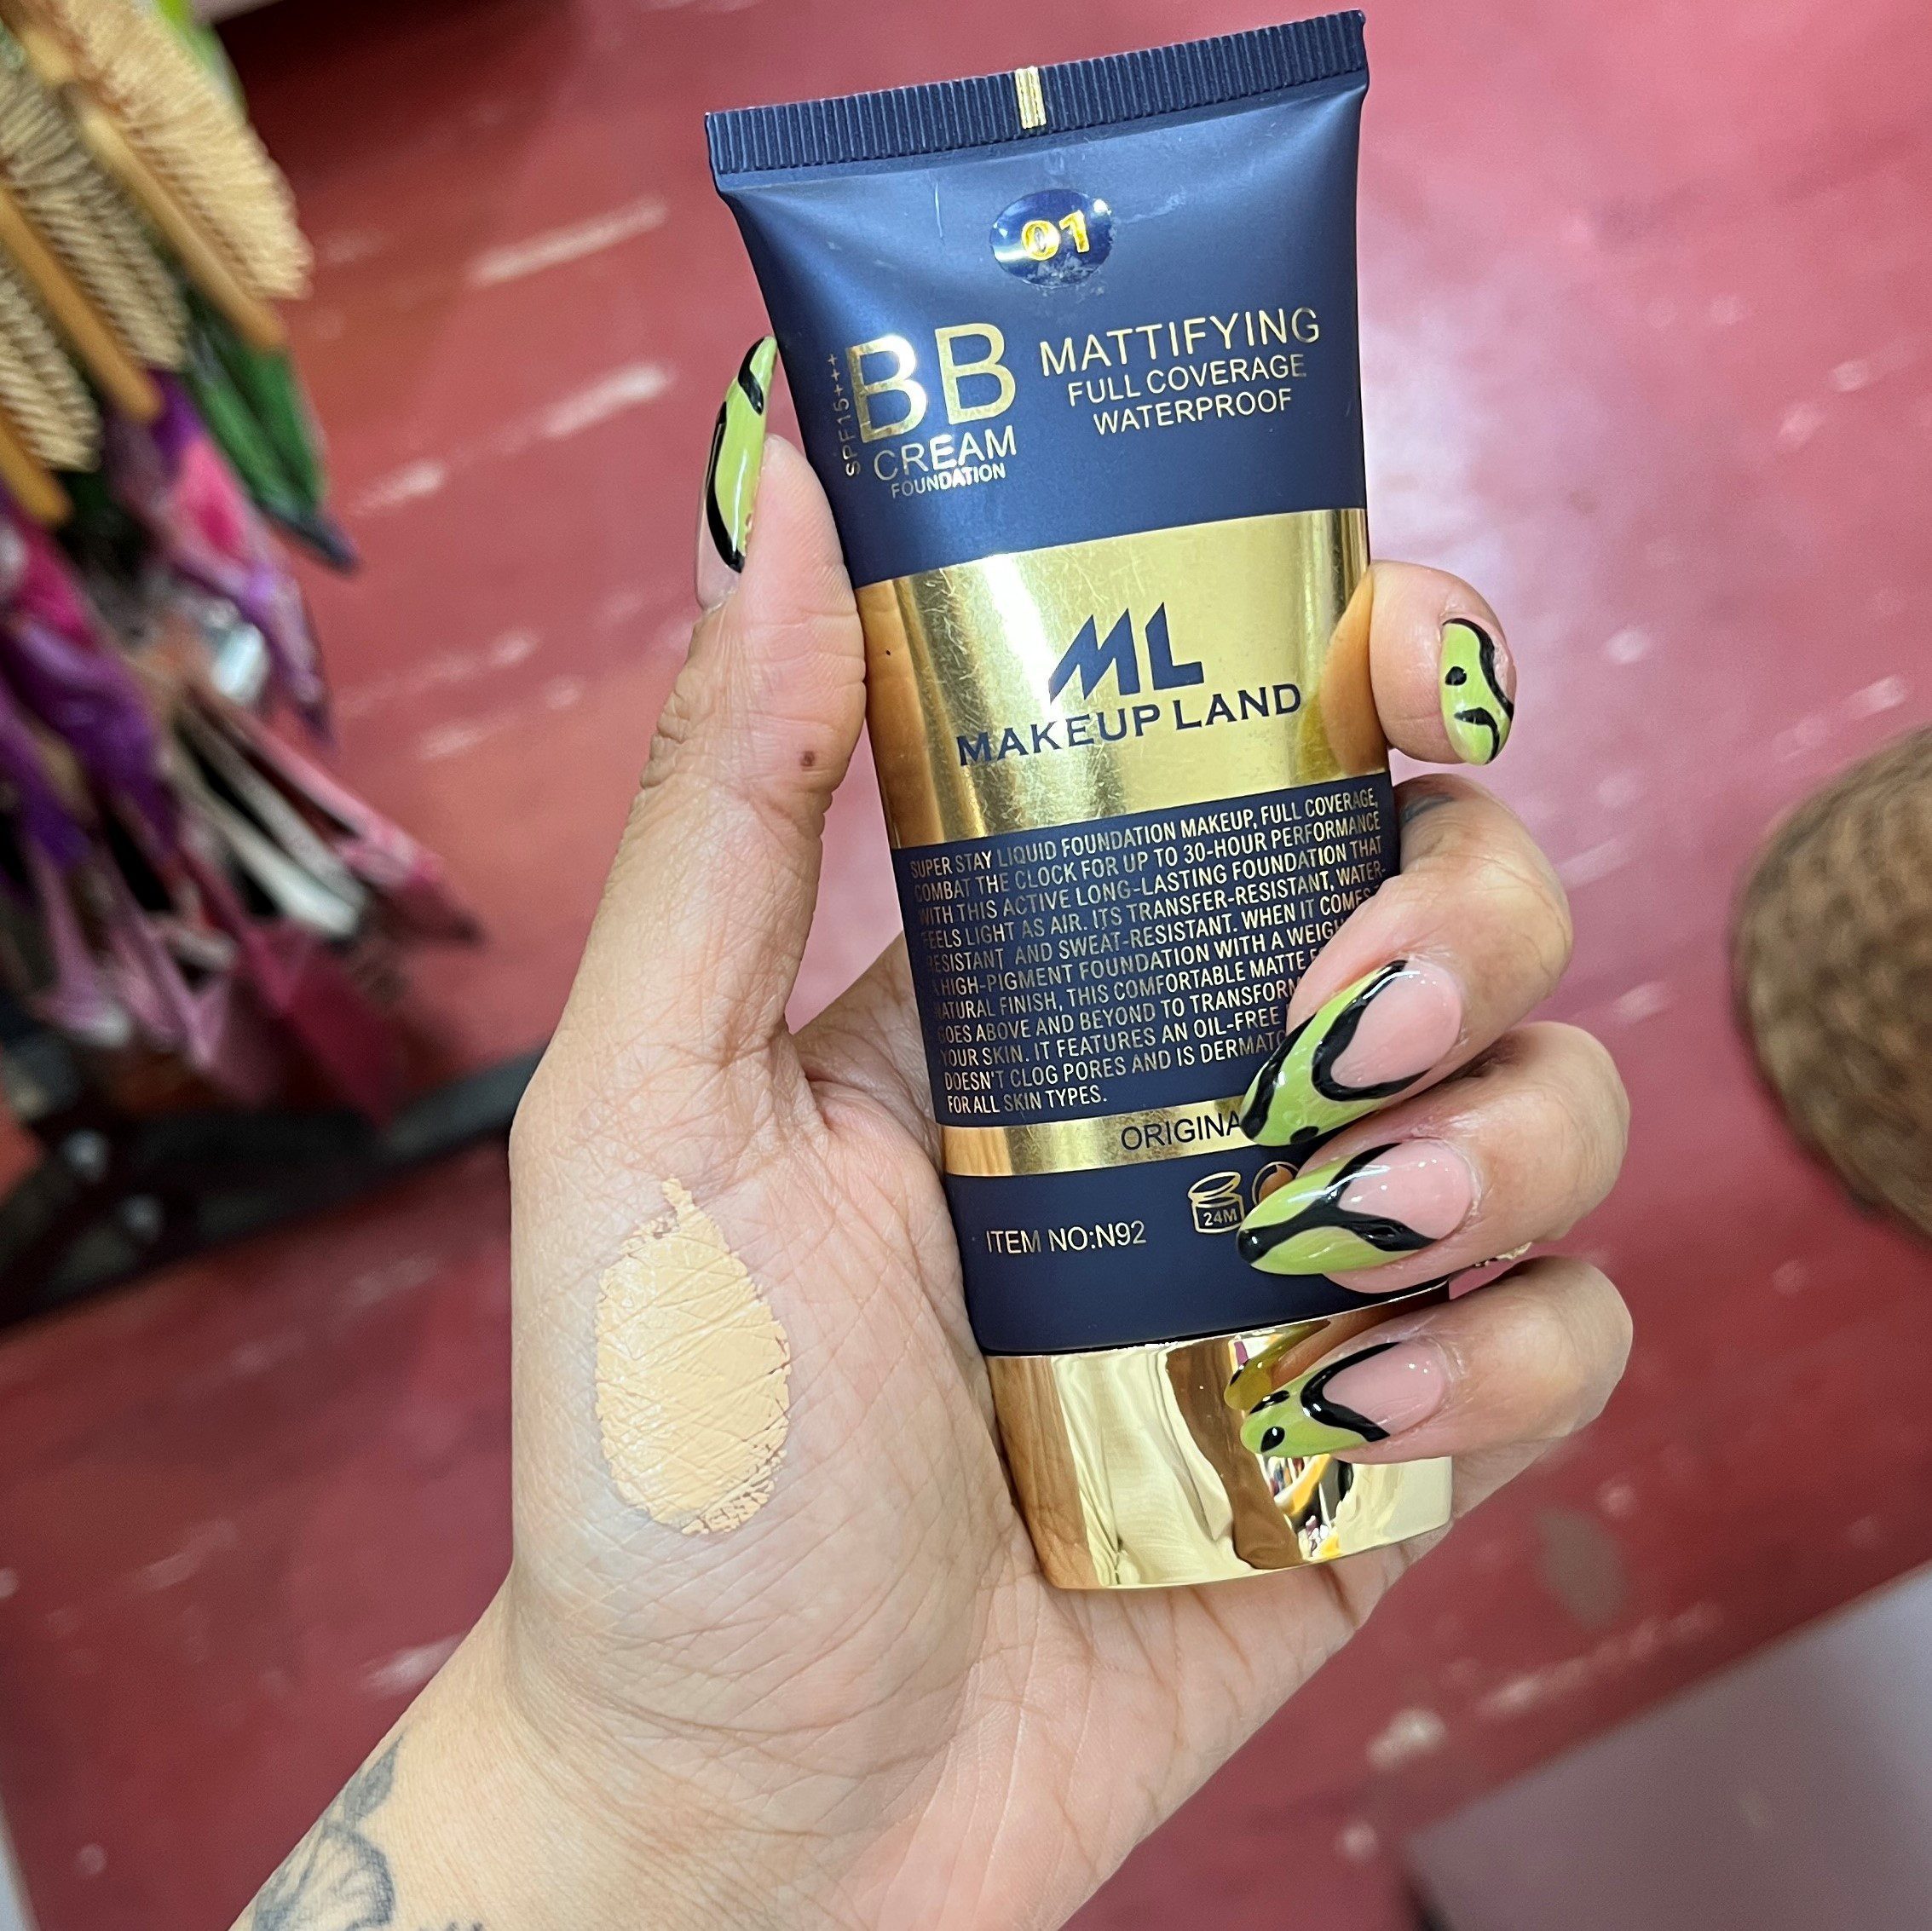 01
SPF15+++
BB
CREAM
FOUNDATION
MATTIFYING
FULL COVERAGE
WATERPROOF
ML
MAKEUP LAND
SUPER STAY LIQUID FOUNDATION MAKEUP, FULL COVERAGE,
COMBAT THE CLOCK FOR UP TO 30-HOUR PERFORMANCE
WITH THIS ACTIVE LONG-LASTING FOUNDATION THAT
FEELS LIGHT AS AIR. ITS TRANSFER-RESISTANT, WATER-
RESISTANT AND SWEAT-RESISTANT. WHEN IT COMES
HIGH-PIGMENT FOUNDATION WITH A
NATURAL FINISH, THIS COMFORTABLE MATTE
GOES ABOVE AND BEYOND TO
YOUR SKIN. IT FEATURES AN OIL-FREE
DOESN'T CLOG PORES AND IS
FOR ALL SKIN TYPES.
24M
ITEM NO:N92